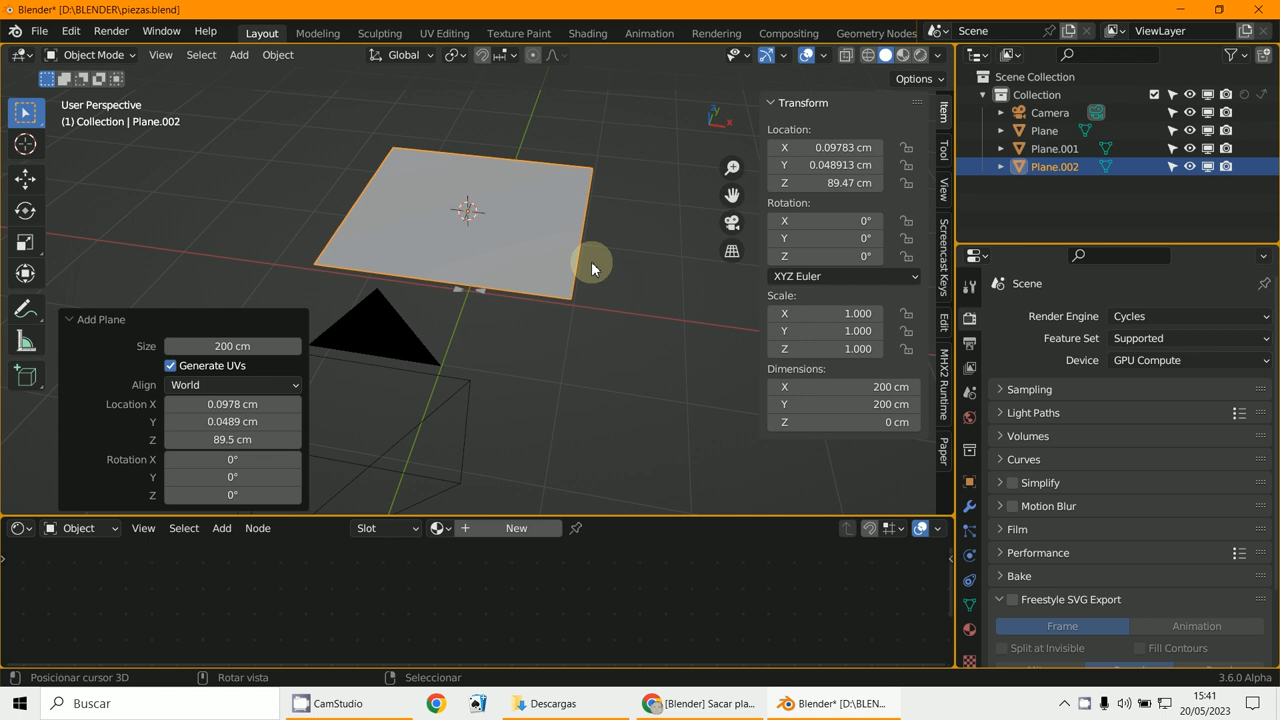 Blender* [D:\BLENDER\piezas.blend]
File Edit Render Window Help Layout Modeling Sculpting UV Editing Texture Paint Shading Animation Rendering Compositing Geometry Nodes Scene ViewLayer
Object Mode View Select Add Object Global
Options
User Perspective
(1) Collection | Plane.002
Transform
Location:
X 0.09783 cm
Y 0.048913 cm
Z 89.47 cm
Rotation:
X 0°
Y 0°
Z 0°
XYZ Euler
Scale:
X 1.000
Y 1.000
Z 1.000
Dimensions:
X 200 cm
Y 200 cm
Z 0 cm
Item
Tool
View
Screencast Keys
Edit
MHX2 Runtime
Paper
Add Plane
Size 200 cm
Generate UVs
Align World
Location X 0.0978 cm
Y 0.0489 cm
Z 89.5 cm
Rotation X 0°
Y 0°
Z 0°
Scene Collection
Collection
Camera
Plane
Plane.001
Plane.002
Scene
Render Engine Cycles
Feature Set Supported
Device GPU Compute
Sampling
Light Paths
Volumes
Curves
Simplify
Motion Blur
Film
Performance
Bake
Freestyle SVG Export
Frame Animation
Split at Invisible Fill Contours
Object View Select Add Node Slot New
Posicionar cursor 3D Rotar vista Seleccionar 3.6.0 Alpha
Buscar CamStudio Descargas [Blender] Sacar pla... Blender* [D:\BLEN...
15:41
20/05/2023